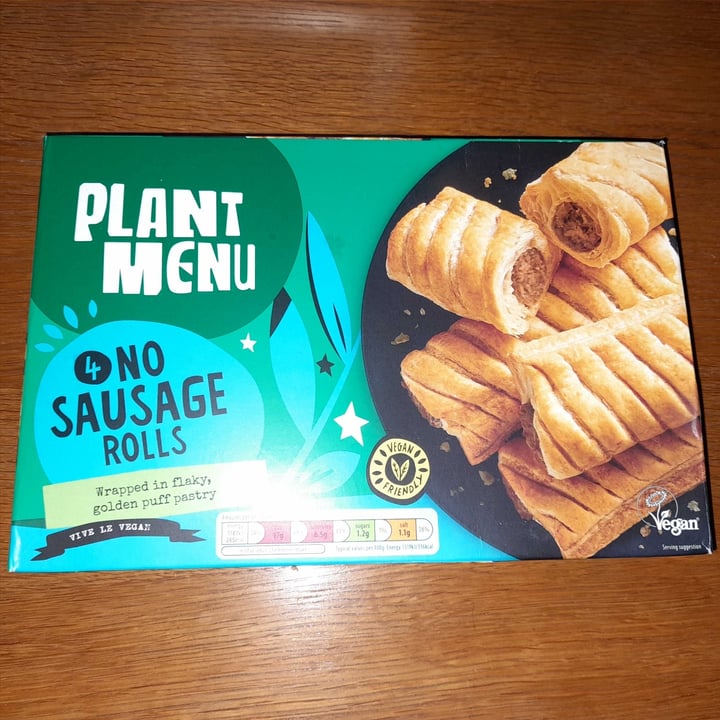 PLANT
MENU
4 NO
SAUSAGE
ROLLS
Wrapped in flaky,
golden puff pastry
VIVE LE VEGAN
VEGAN
FRIENDLY
sugars
1.2g
salt
1.1g
17g
6.5g
Vegan
Serving suggestion